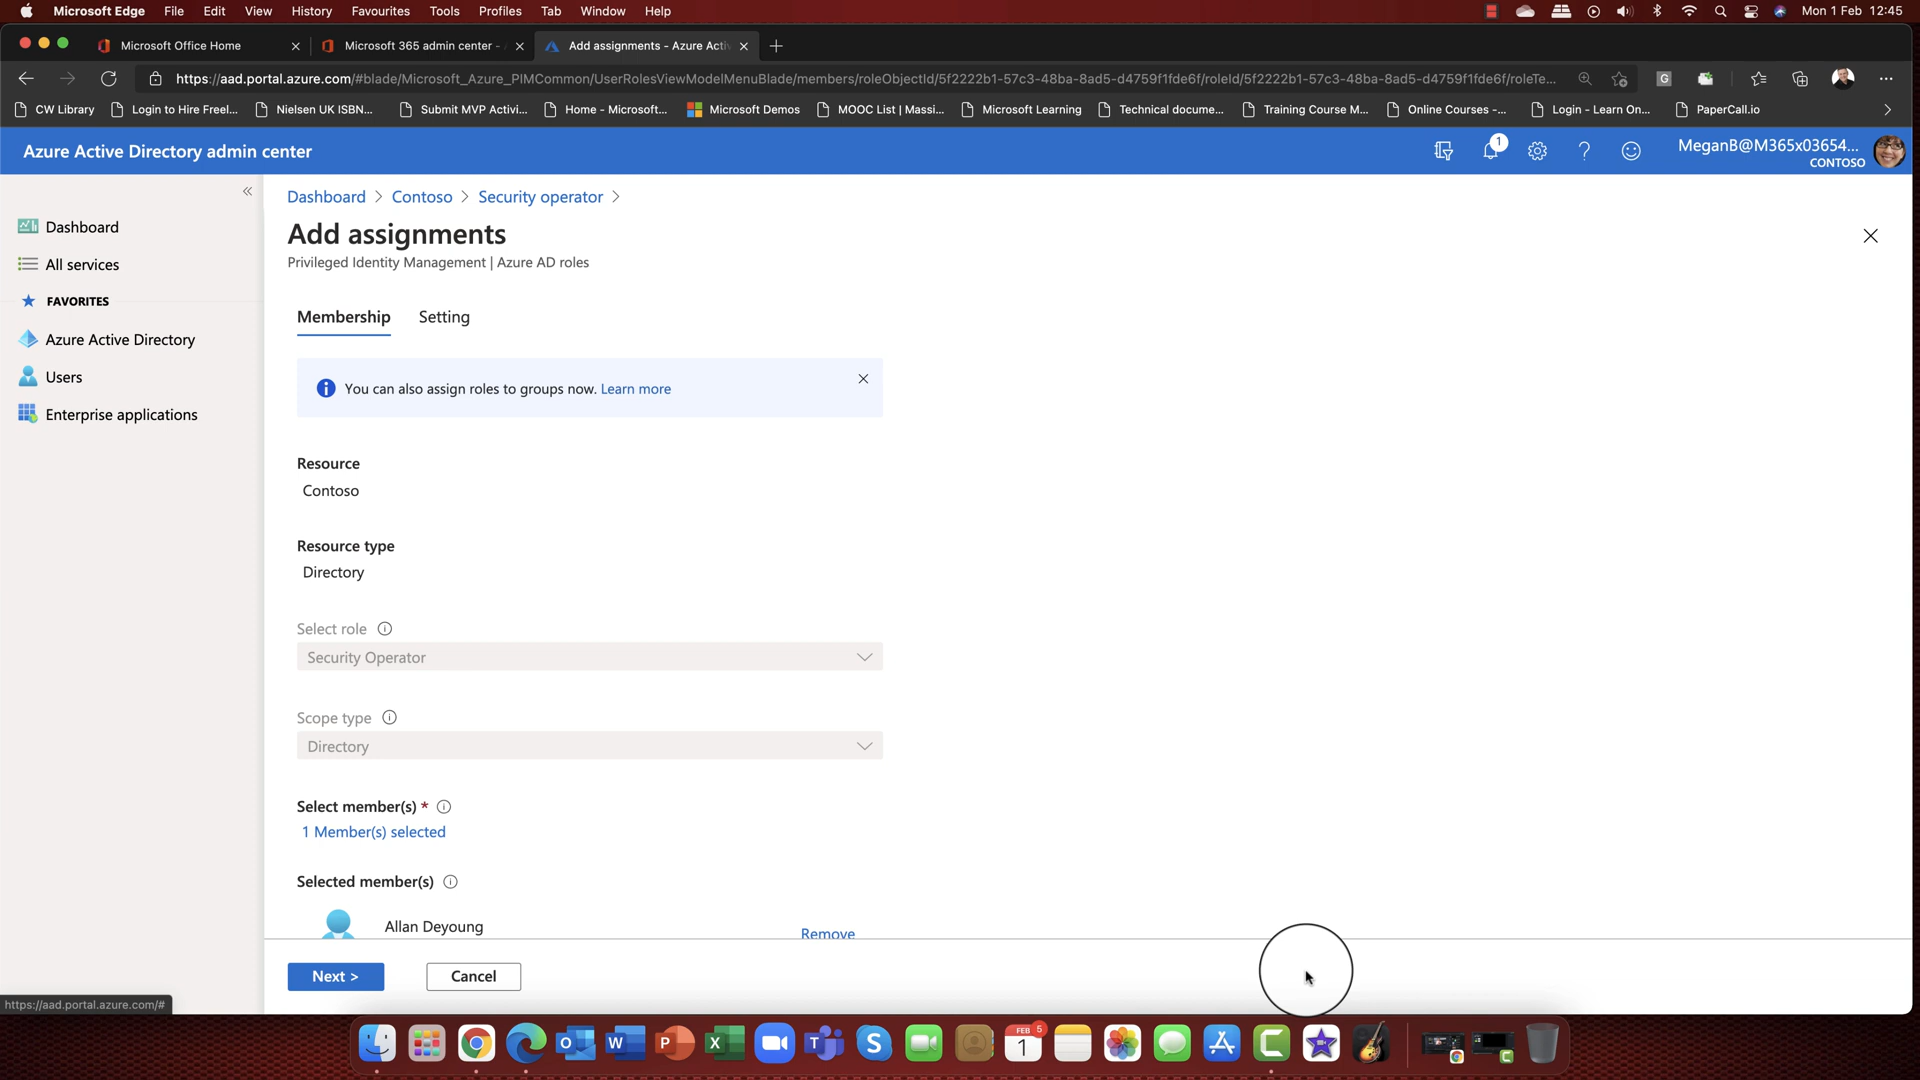 Microsoft Edge File Edit View History Favourites Tools Profiles Tab Window Help Mon 1 Feb 12:45
Microsoft Office Home Microsoft 365 admin center - Add assignments - Azure Acti
https://aad.portal.azure.com/#blade/Microsoft_Azure_PIMCommon/UserRolesViewModelMenuBlade/members/roleObjectId/5f2222b1-57c3-48ba-8ad5-d4759f1fde6f/roleId/5f2222b1-57c3-48ba-8ad5-d4759f1fde6f/roleTe... G
CW Library Login to Hire Freel... Nielsen UK ISBN... Submit MVP Activi... Home - Microsoft... Microsoft Demos MOOC List | Massi... Microsoft Learning Technical docume... Training Course M... Online Courses -... Login - Learn On... PaperCall.io
Azure Active Directory admin center 1 MeganB@M365x03654...
CONTOSO
Dashboard > Contoso > Security operator >
Dashboard
Add assignments
Privileged Identity Management | Azure AD roles
All services
FAVORITES
Membership Setting
Azure Active Directory
Users
You can also assign roles to groups now. Learn more
Enterprise applications
Resource
Contoso
Resource type
Directory
Select role
Security Operator
Scope type
Directory
Select member(s) *
1 Member(s) selected
Selected member(s)
Allan Deyoung Remove
Next > Cancel
https://aad.portal.azure.com/#
O W P X T S FEB 1 5 C